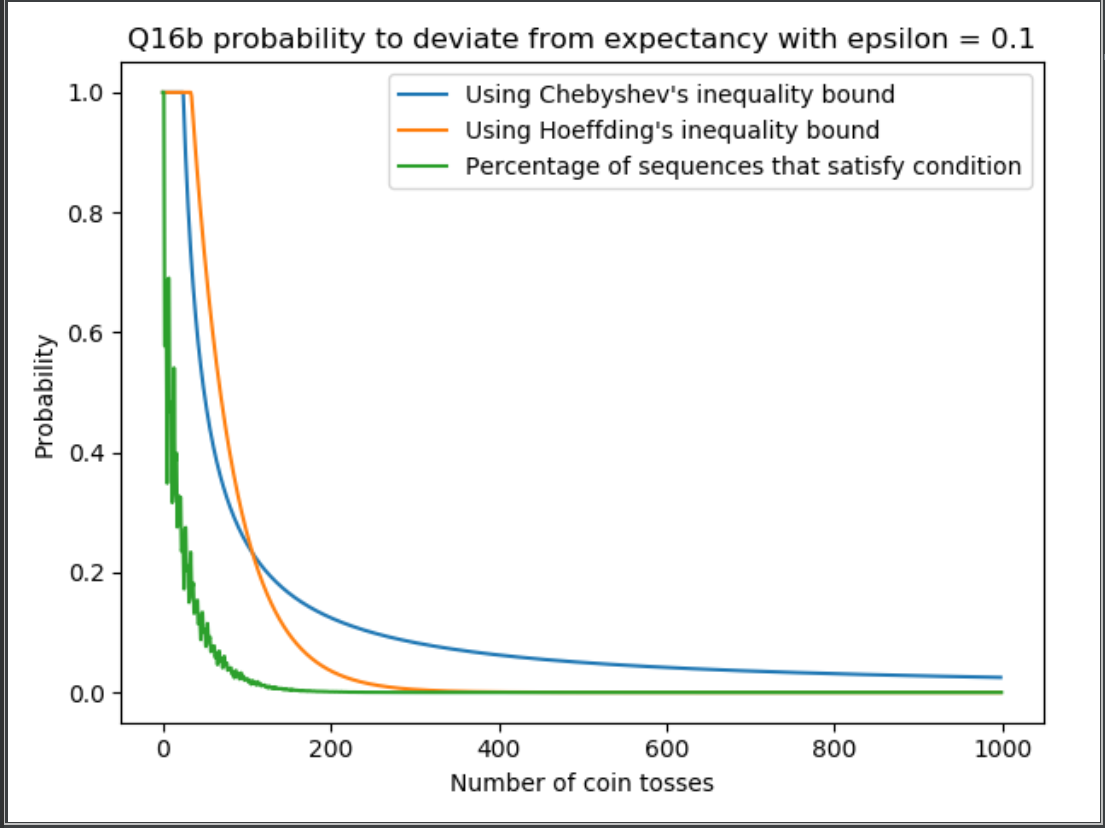 Q16b probability to deviate from expectancy with epsilon = 0.1
Using Chebyshev's inequality bound
Using Hoeffding's inequality bound
Percentage of sequences that satisfy condition
Probability
1.0
0.8
0.6
0.4
0.2
0.0
0 200 400 600 800 1000
Number of coin tosses